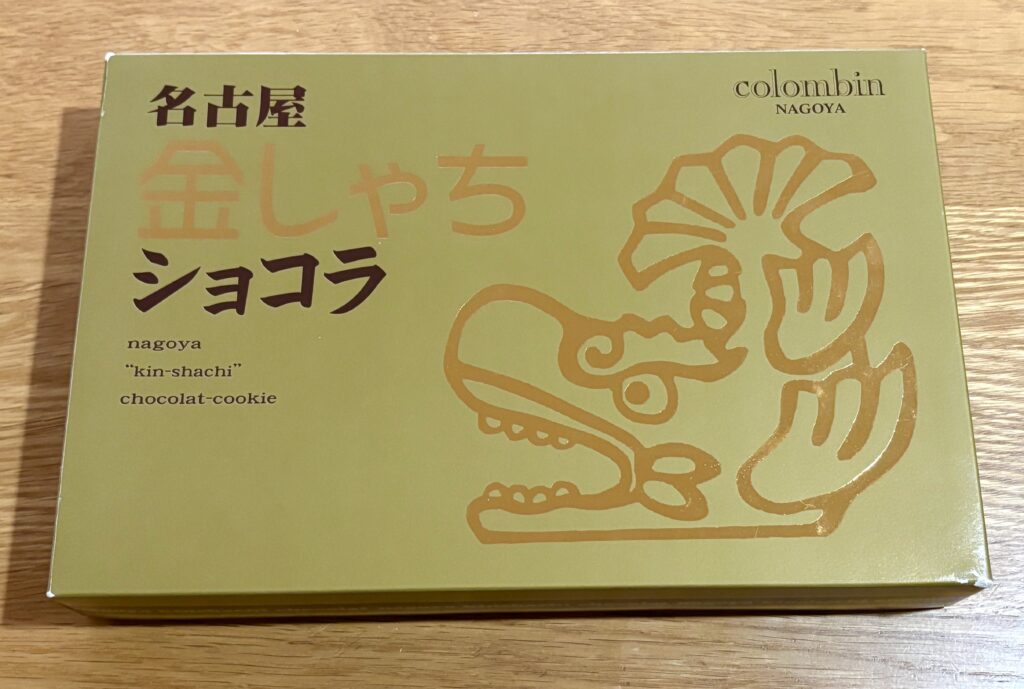 名古屋
金しゃち
ショコラ
nagoya
“kin-shachi”
chocolat-cookie
colombin
NAGOYA